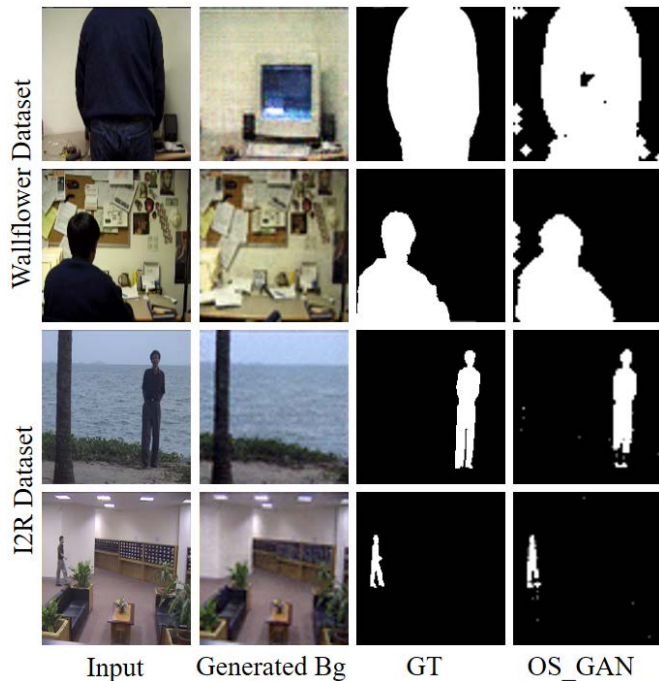 Wallflower Dataset
I2R Dataset
Input
Generated Bg
GT
OS_GAN